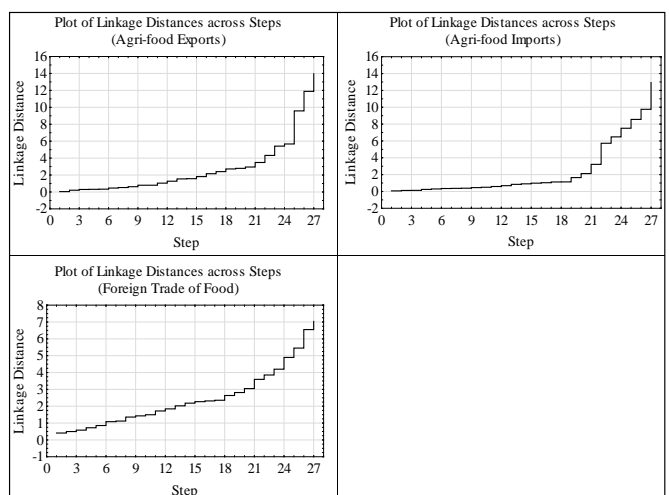 Plot of Linkage Distances across Steps
(Agri-food Exports)
16
14
12
10
8
6
4
2
0
-2
Linkage Distance
0 3 6 9 12 15 18 21 24 27
Step
Plot of Linkage Distances across Steps
(Agri-food Imports)
16
14
12
10
8
6
4
2
0
-2
Linkage Distance
0 3 6 9 12 15 18 21 24 27
Step
Plot of Linkage Distances across Steps
(Foreign Trade of Food)
8
7
6
5
4
3
2
1
0
-1
Linkage Distance
0 3 6 9 12 15 18 21 24 27
Step